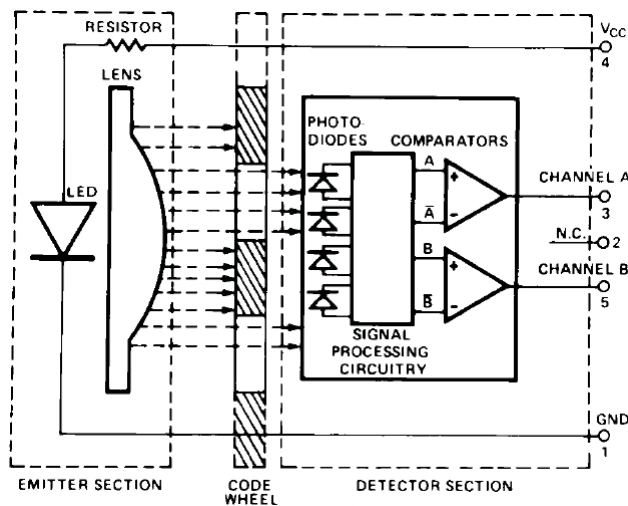 RESISTOR
VCC
4
LENS
PHOTO-
DIODES
COMPARATORS
A
+
CHANNEL A
3
LED
A̅
−
N.C.
2
B
+
CHANNEL B
5
B̅
−
SIGNAL
PROCESSING
CIRCUITRY
GND
1
EMITTER SECTION
CODE
WHEEL
DETECTOR SECTION